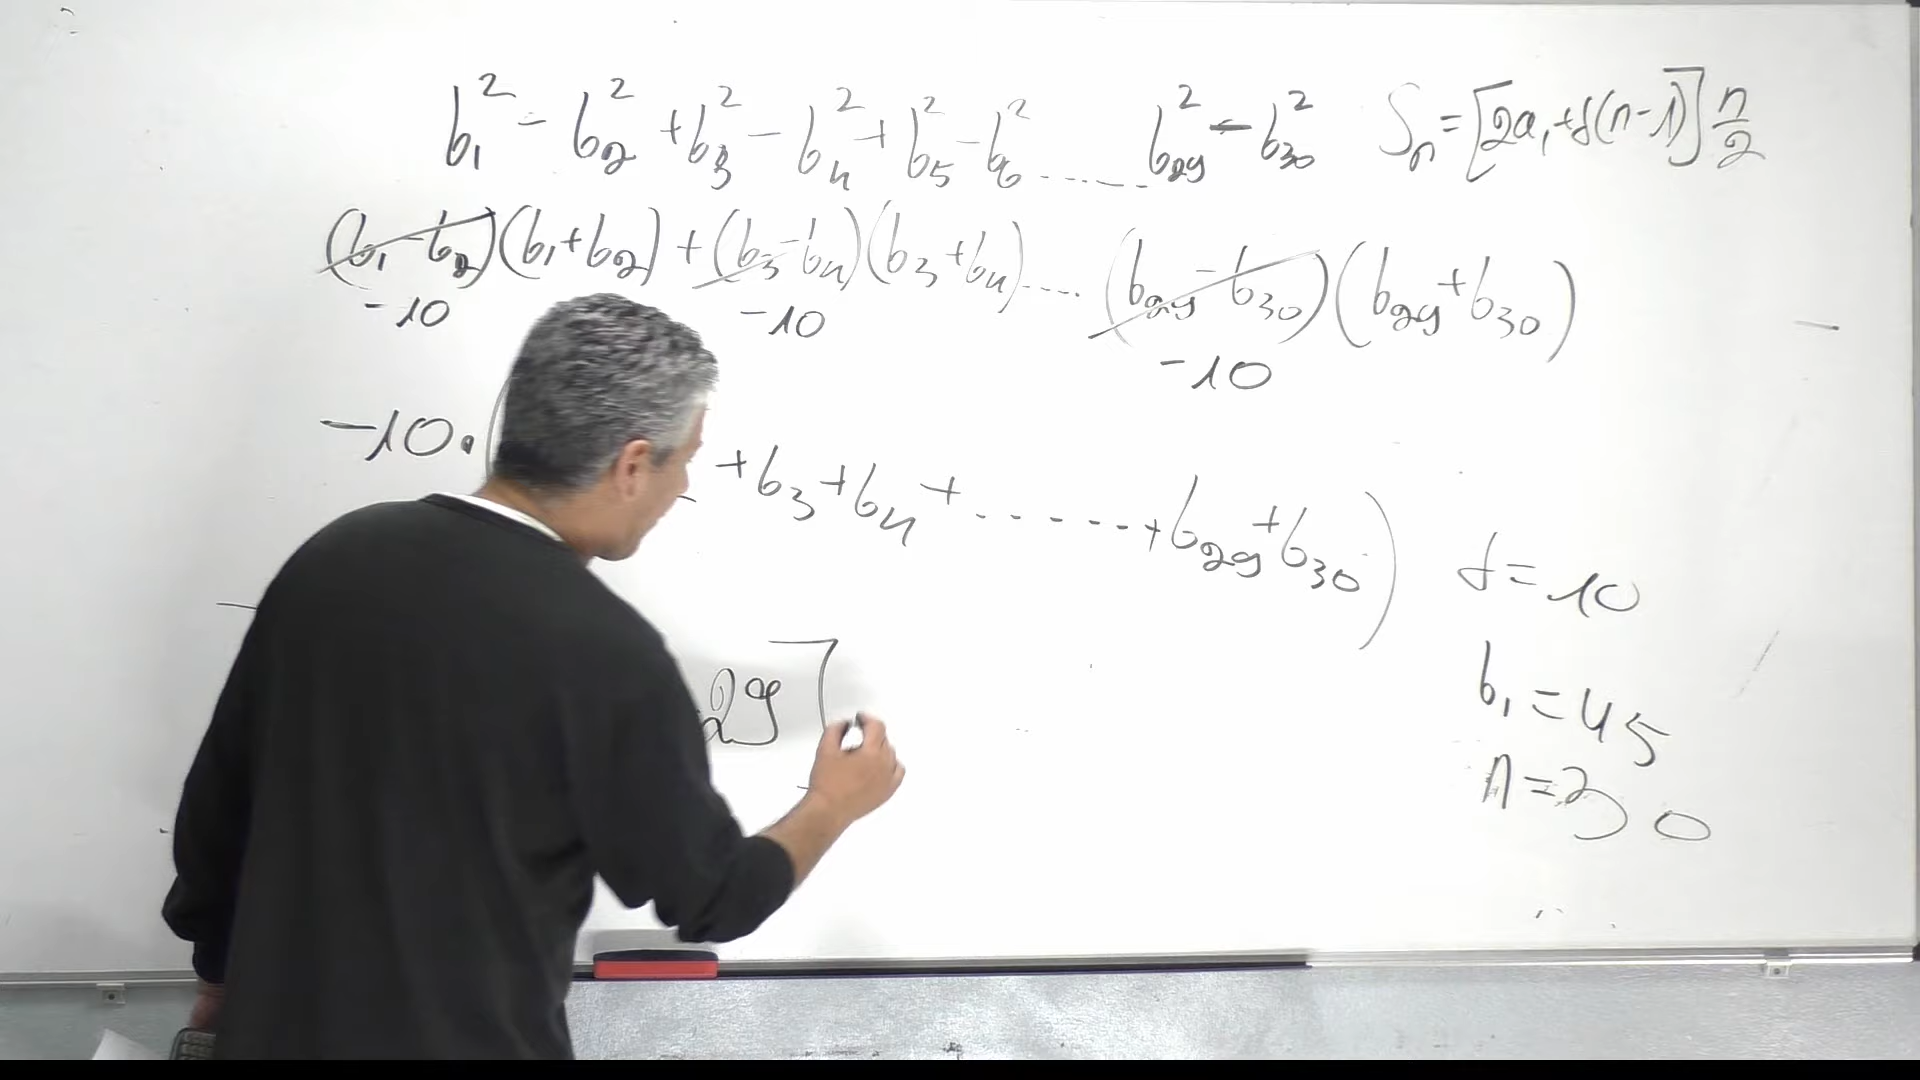 b₁² - b₂² + b₃² - b₄² + b₅² - b₆² ....... b₂₉² - b₃₀²
Sₙ = [2a₁ + d(n-1)] n/2
(b₁ - b₂)(b₁ + b₂) + (b₃ - b₄)(b₃ + b₄) ..... (b₂₉ - b₃₀)(b₂₉ + b₃₀)
-10 -10 -10
-10 · ( + b₃ + b₄ + ....... + b₂₉ + b₃₀)
d = 10
29]
b₁ = 45
n = 30